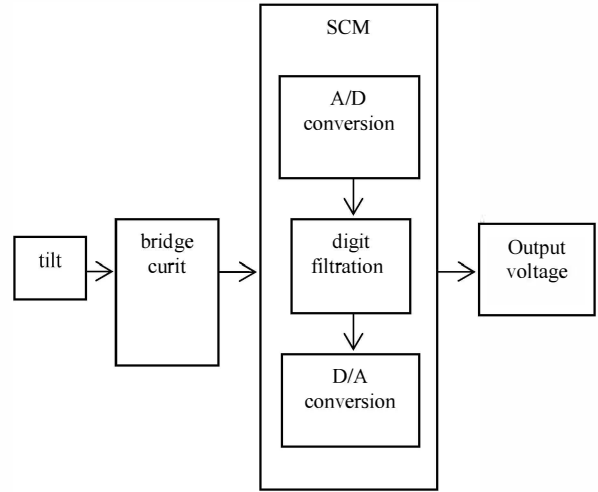 SCM
A/D
conversion
tilt
bridge
curit
digit
filtration
Output
voltage
D/A
conversion